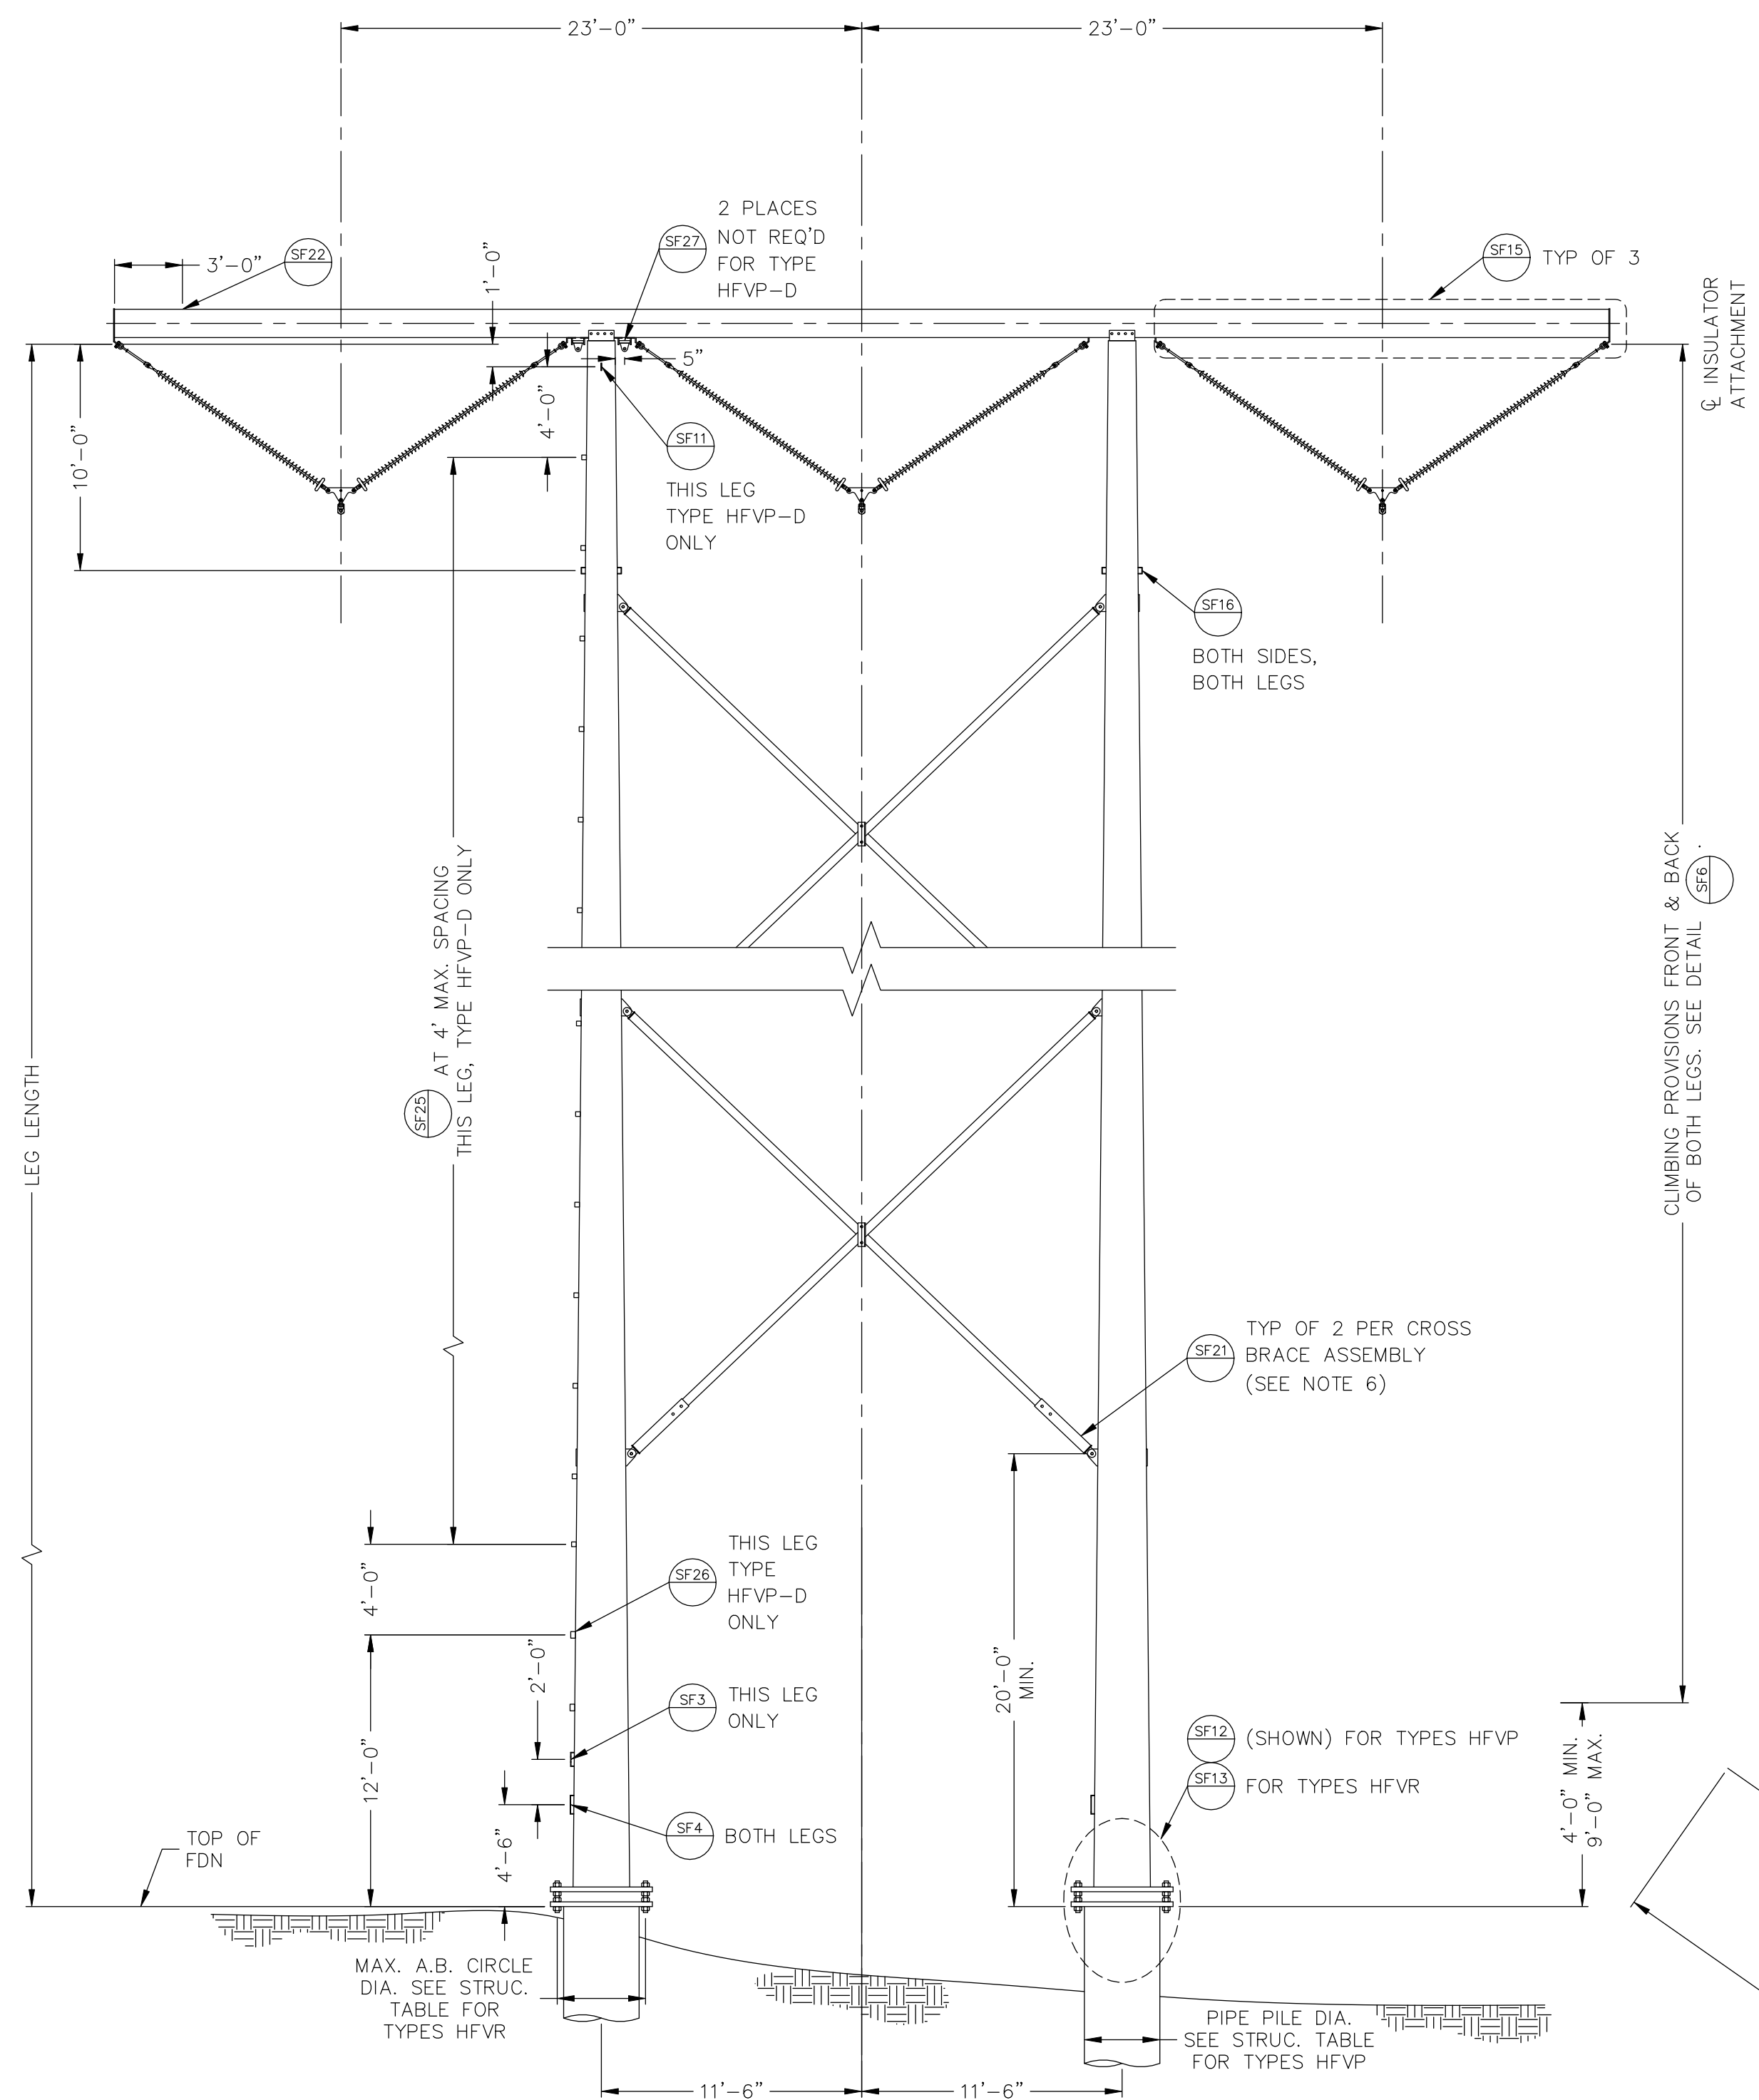 23'-0"
23'-0"
2 PLACES
NOT REQ'D
FOR TYPE
HFVP-D
SF27
SF22
3'-0"
1'-0"
SF15
TYP OF 3
℄ INSULATOR
ATTACHMENT
5"
4'-0"
10'-0"
SF11
THIS LEG
TYPE HFVP-D
ONLY
SF16
BOTH SIDES,
BOTH LEGS
LEG LENGTH
SF25
AT 4' MAX. SPACING
THIS LEG, TYPE HFVP-D ONLY
CLIMBING PROVISIONS FRONT & BACK
OF BOTH LEGS. SEE DETAIL
SF6
.
SF21
TYP OF 2 PER CROSS
BRACE ASSEMBLY
(SEE NOTE 6)
4'-0"
SF26
THIS LEG
TYPE
HFVP-D
ONLY
2'-0"
SF3
THIS LEG
ONLY
20'-0"
MIN.
SF12
(SHOWN) FOR TYPES HFVP
SF13
FOR TYPES HFVR
4'-0" MIN.
9'-0" MAX.
12'-0"
SF4
BOTH LEGS
4'-6"
TOP OF
FDN
MAX. A.B. CIRCLE
DIA. SEE STRUC.
TABLE FOR
TYPES HFVR
PIPE PILE DIA.
SEE STRUC. TABLE
FOR TYPES HFVP
11'-6"
11'-6"